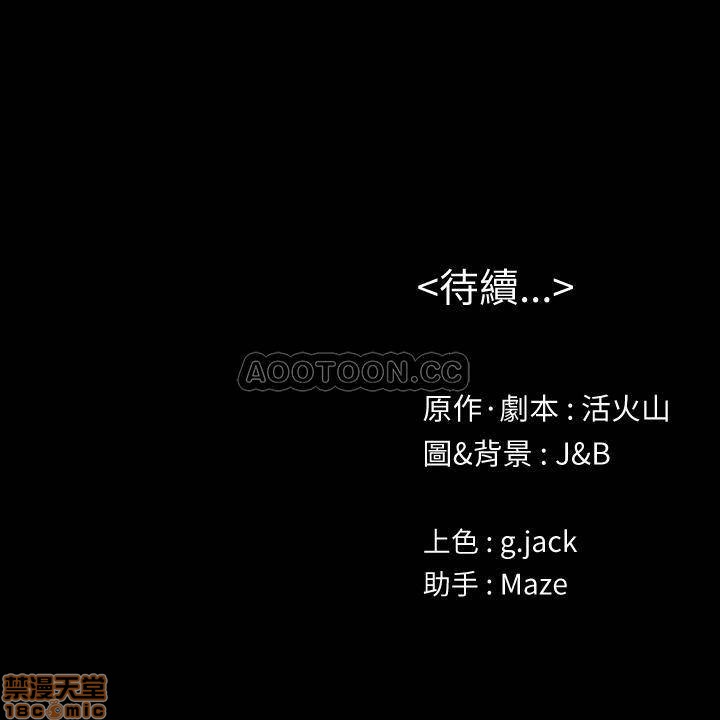 <待續...>
AOOTOON.CC
原作·劇本 : 活火山
圖&背景 : J&B
上色 : g.jack
助手 : Maze
禁漫天堂
18comic